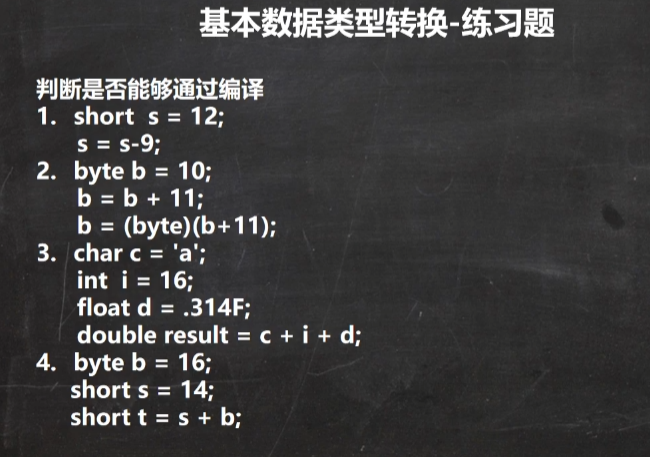 基本数据类型转换-练习题
判断是否能够通过编译
1. short s = 12;
s = s-9;
2. byte b = 10;
b = b + 11;
b = (byte)(b+11);
3. char c = 'a';
int i = 16;
float d = .314F;
double result = c + i + d;
4. byte b = 16;
short s = 14;
short t = s + b;